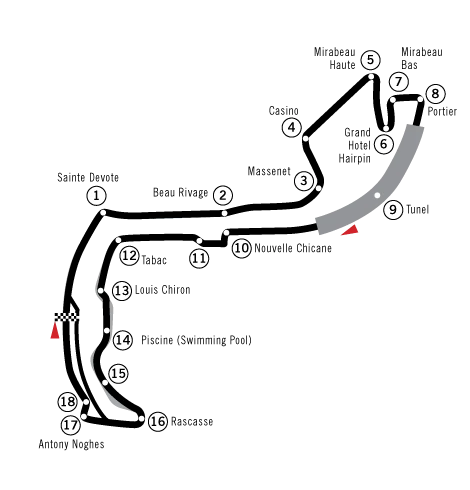 Mirabeau
Haute
5
Mirabeau
Bas
7
8
Portier
Casino
4
Grand
Hotel
Hairpin
6
Massenet
3
Sainte Devote
1
Beau Rivage
2
9
Tunel
10
Nouvelle Chicane
11
12
Tabac
13
Louis Chiron
14
Piscine (Swimming Pool)
15
18
17
Antony Noghes
16
Rascasse